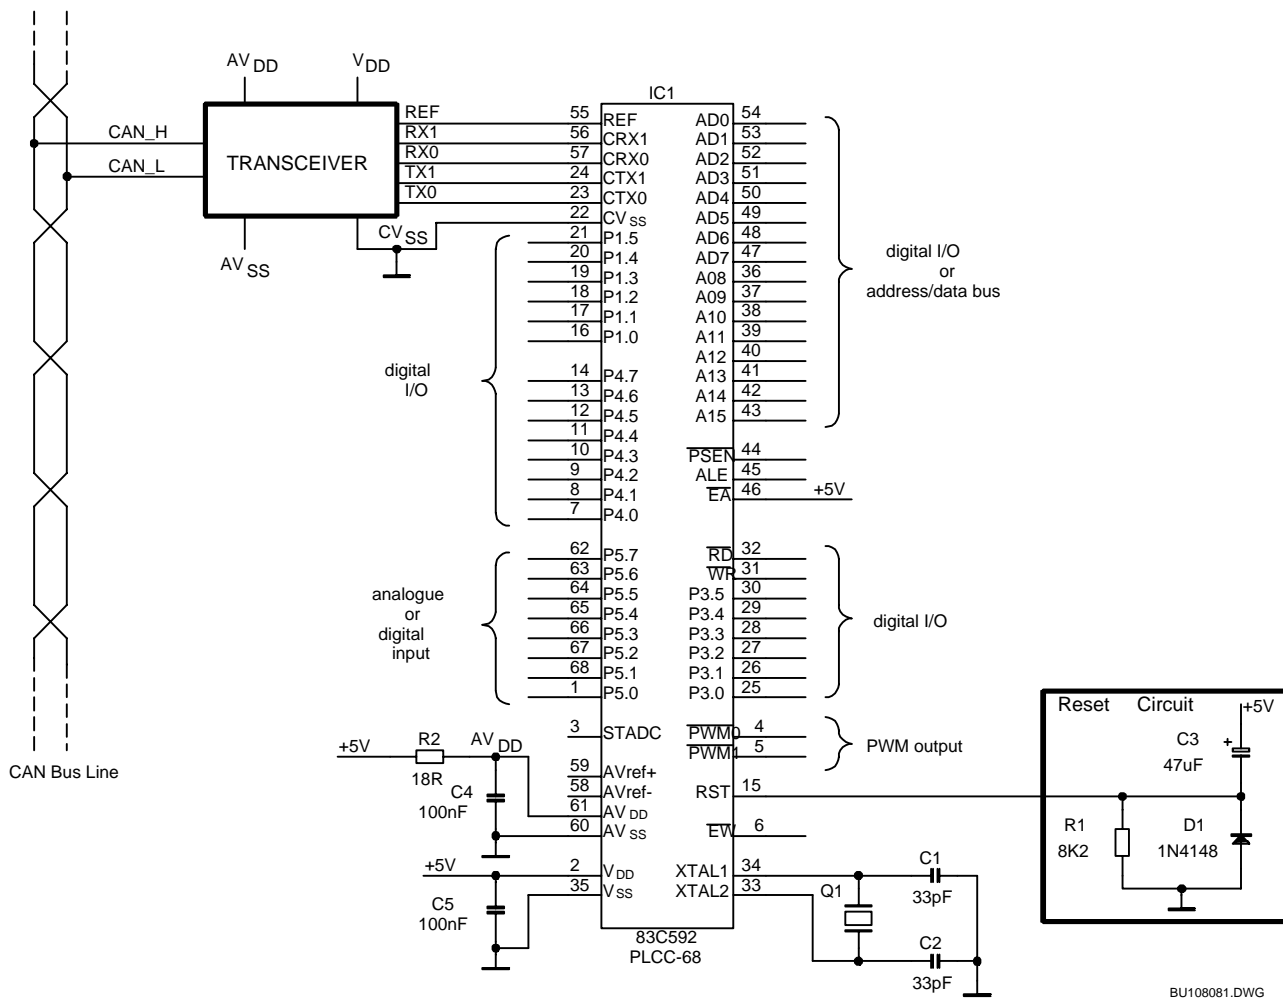 AV DD
V DD
IC1
CAN_H
CAN_L
TRANSCEIVER
REF
RX1
RX0
TX1
TX0
CV SS
AV SS
55 REF
56 CRX1
57 CRX0
24 CTX1
23 CTX0
22 CV SS
21 P1.5
20 P1.4
19 P1.3
18 P1.2
17 P1.1
16 P1.0
14 P4.7
13 P4.6
12 P4.5
11 P4.4
10 P4.3
9 P4.2
8 P4.1
7 P4.0
digital
I/O
62 P5.7
63 P5.6
64 P5.5
65 P5.4
66 P5.3
67 P5.2
68 P5.1
1 P5.0
analogue
or
digital
input
3 STADC
59 AVref+
58 AVref-
61 AV DD
60 AV SS
2 V DD
35 V SS
+5V
R2
18R
AV DD
C4
100nF
+5V
C5
100nF
CAN Bus Line
AD0 54
AD1 53
AD2 52
AD3 51
AD4 50
AD5 49
AD6 48
AD7 47
A08 36
A09 37
A10 38
A11 39
A12 40
A13 41
A14 42
A15 43
digital I/O
or
address/data bus
PSEN 44
ALE 45
EA 46
+5V
RD 32
WR 31
P3.5 30
P3.4 29
P3.3 28
P3.2 27
P3.1 26
P3.0 25
digital I/O
PWM0 4
PWM1 5
PWM output
RST 15
EW 6
XTAL1 34
XTAL2 33
83C592
PLCC-68
Q1
C1
33pF
C2
33pF
Reset Circuit
+5V
C3
+
47uF
R1
8K2
D1
1N4148
BU108081.DWG